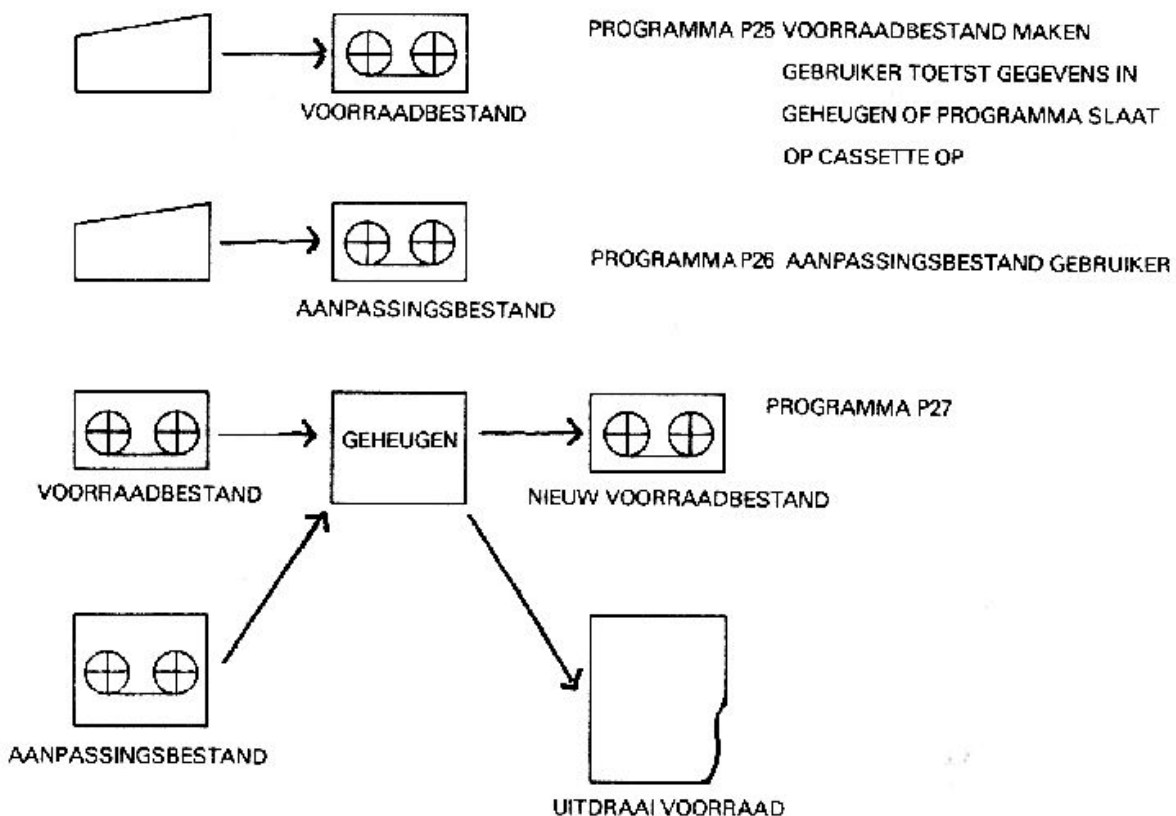 PROGRAMMA P25 VOORRAADBESTAND MAKEN
GEBRUIKER TOETST GEGEVENS IN
GEHEUGEN OF PROGRAMMA SLAAT
OP CASSETTE OP
VOORRAADBESTAND
PROGRAMMA P26 AANPASSINGSBESTAND GEBRUIKER
AANPASSINGSBESTAND
PROGRAMMA P27
GEHEUGEN
VOORRAADBESTAND
NIEUW VOORRAADBESTAND
AANPASSINGSBESTAND
UITDRAAI VOORRAAD